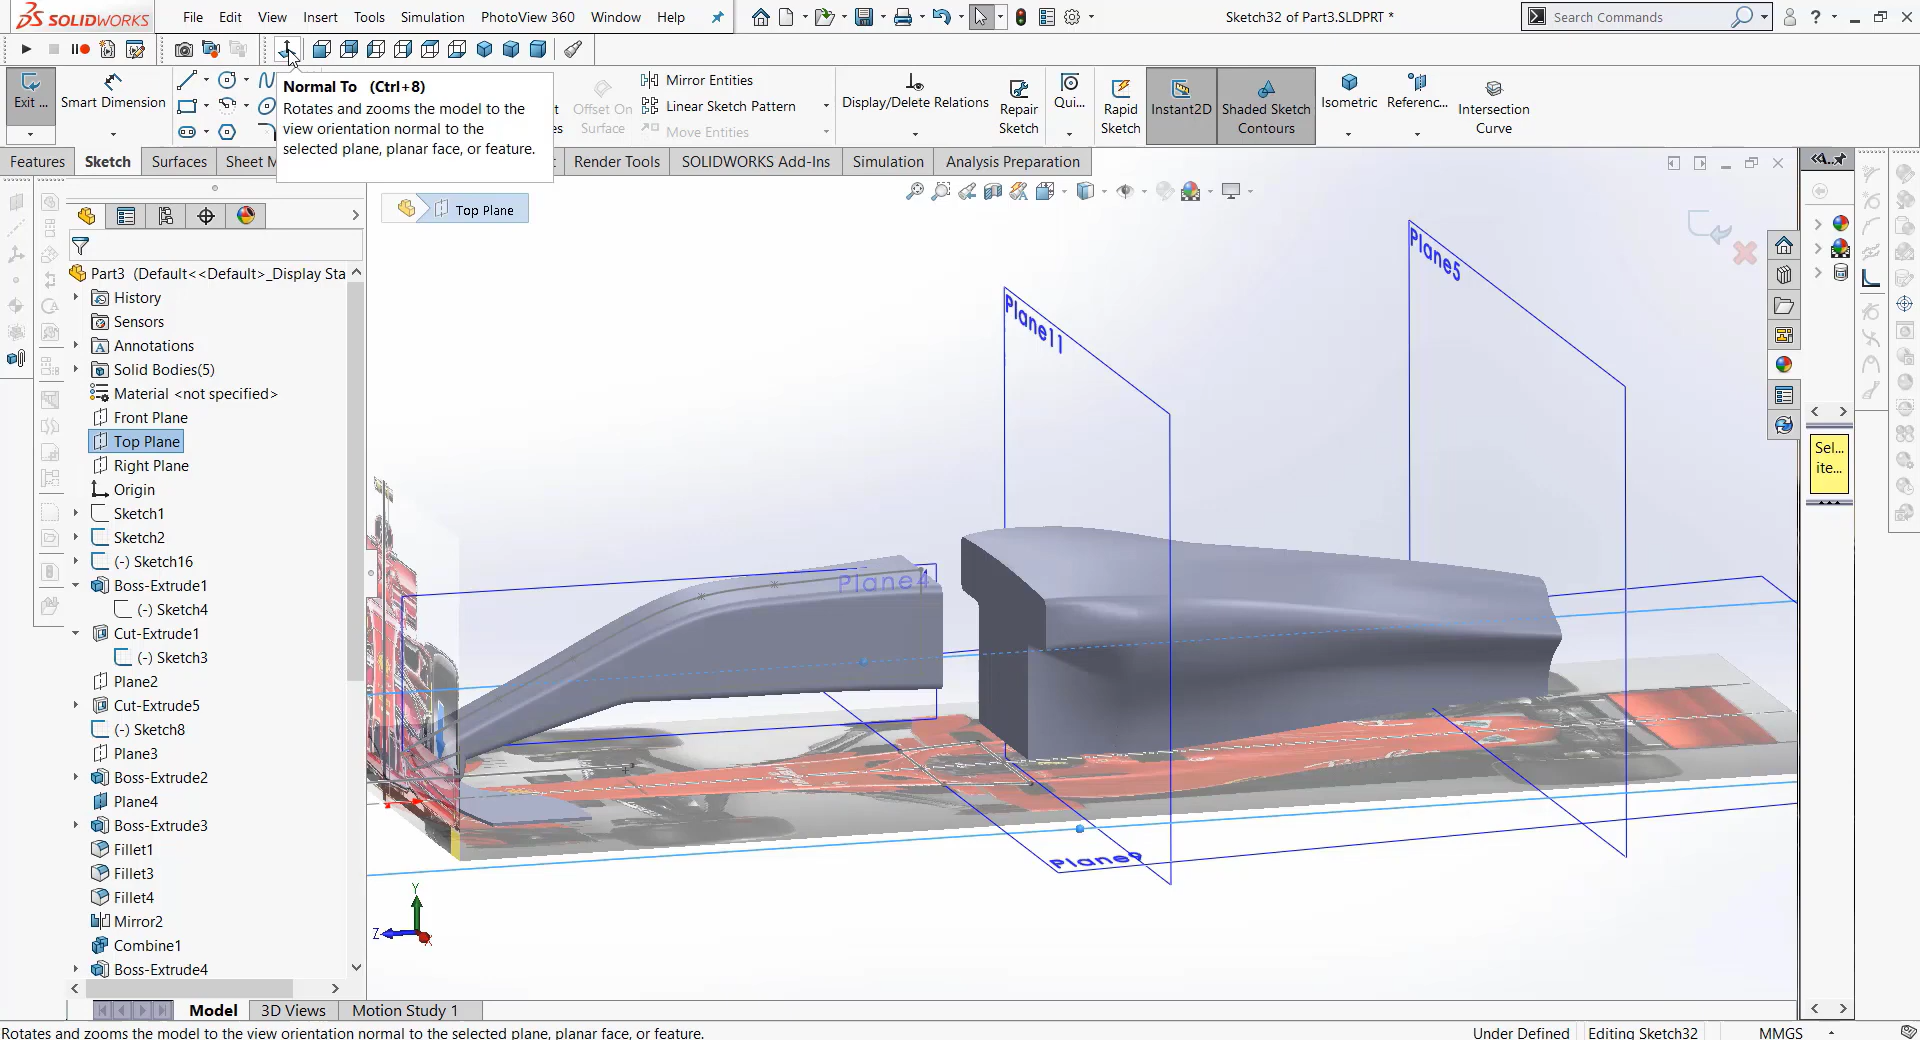 SOLIDWORKS
File Edit View Insert Tools Simulation PhotoView 360 Window Help
Sketch32 of Part3.SLDPRT *
Search Commands
Exit ...
Smart Dimension
Normal To (Ctrl+8)
Rotates and zooms the model to the
view orientation normal to the
selected plane, planar face, or feature.
Offset On
Surface
Mirror Entities
Linear Sketch Pattern
Move Entities
Display/Delete Relations
Repair
Sketch
Qui...
Rapid
Sketch
Instant2D
Shaded Sketch
Contours
Isometric
Referenc...
Intersection
Curve
Features
Sketch
Surfaces
Sheet M
Render Tools
SOLIDWORKS Add-Ins
Simulation
Analysis Preparation
Top Plane
Part3 (Default<<Default>_Display Sta
History
Sensors
Annotations
Solid Bodies(5)
Material <not specified>
Front Plane
Top Plane
Right Plane
Origin
Sketch1
Sketch2
(-) Sketch16
Boss-Extrude1
(-) Sketch4
Cut-Extrude1
(-) Sketch3
Plane2
Cut-Extrude5
(-) Sketch8
Plane3
Boss-Extrude2
Plane4
Boss-Extrude3
Fillet1
Fillet3
Fillet4
Mirror2
Combine1
Boss-Extrude4
Plane11
Plane5
Plane4
Plane9
Y
Z
X
Sel...
ite...
Model
3D Views
Motion Study 1
Rotates and zooms the model to the view orientation normal to the selected plane, planar face, or feature.
Under Defined
Editing Sketch32
MMGS